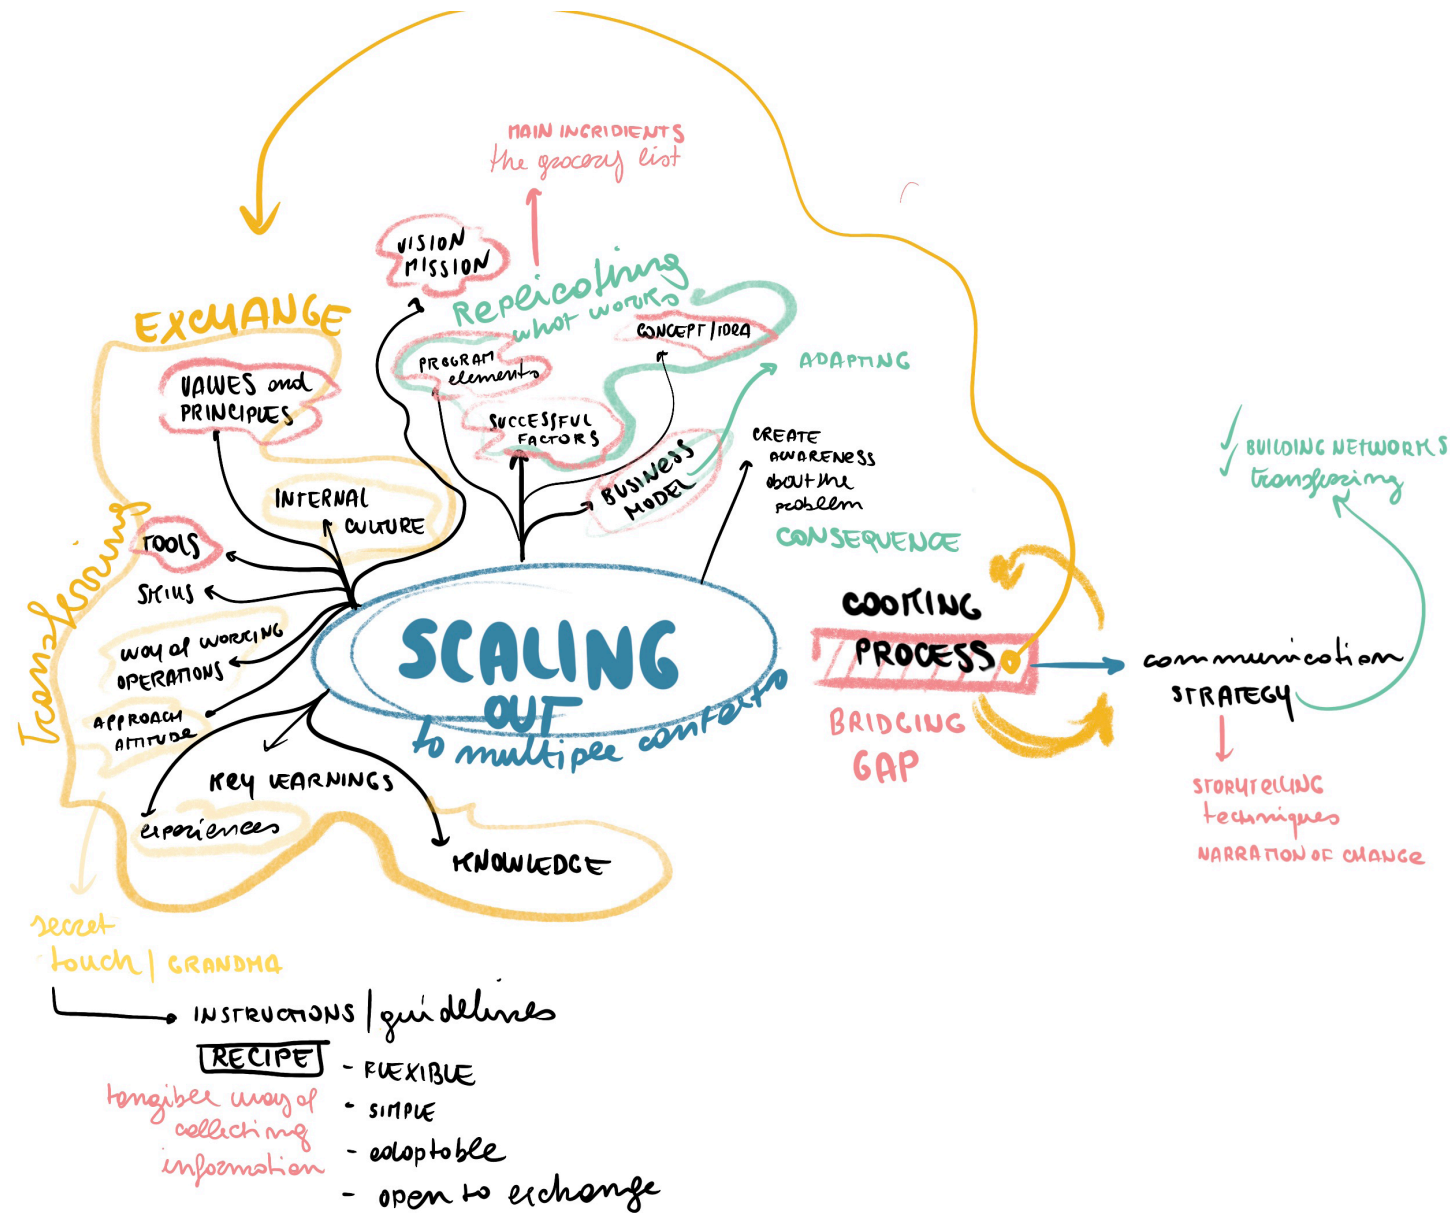 MAIN INGRIDIENTS
the grocery list
VISION
MISSION
Replicathing
what works
EXCHANGE
CONCEPT/IDEA
PROGRAM
elements
ADAPTING
VALUES and
PRINCIPLES
SUCCESSFUL
FACTORS
BUSINESS
MODEL
CREATE
AWARENESS
about the
problem
CONSEQUENCE
BUILDING NETWORKS
transfering
INTERNAL
CULTURE
Transferring
TOOLS
SKILLS
way of WORKING
OPERATIONS
APPROACH
ATTITUDE
SCALING
OUT
to multiple contexts
COOKING
PROCESS
BRIDGING
GAP
communication
STRATEGY
STORYTELLING
techniques
NARRATION OF CHANGE
KEY LEARNINGS
experiences
KNOWLEDGE
secret
touch | GRANDMA
INSTRUCTIONS | guidelines
RECIPE
- FLEXIBLE
- SIMPLE
- adaptable
- OPEN to exchange
tangible way of
collecting
information